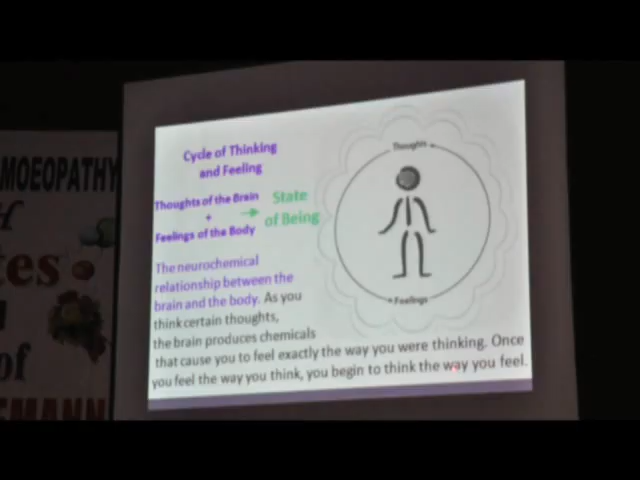 Cycle of Thinking
and Feeling
Thoughts of the Brain
+
Feelings of the Body
State
of Being
The neurochemical
relationship between the
brain and the body. As you
think certain thoughts,
the brain produces chemicals
that cause you to feel exactly the way you were thinking. Once
you feel the way you think, you begin to think the way you feel.
Thoughts
Feelings
MOEOPATHY
of